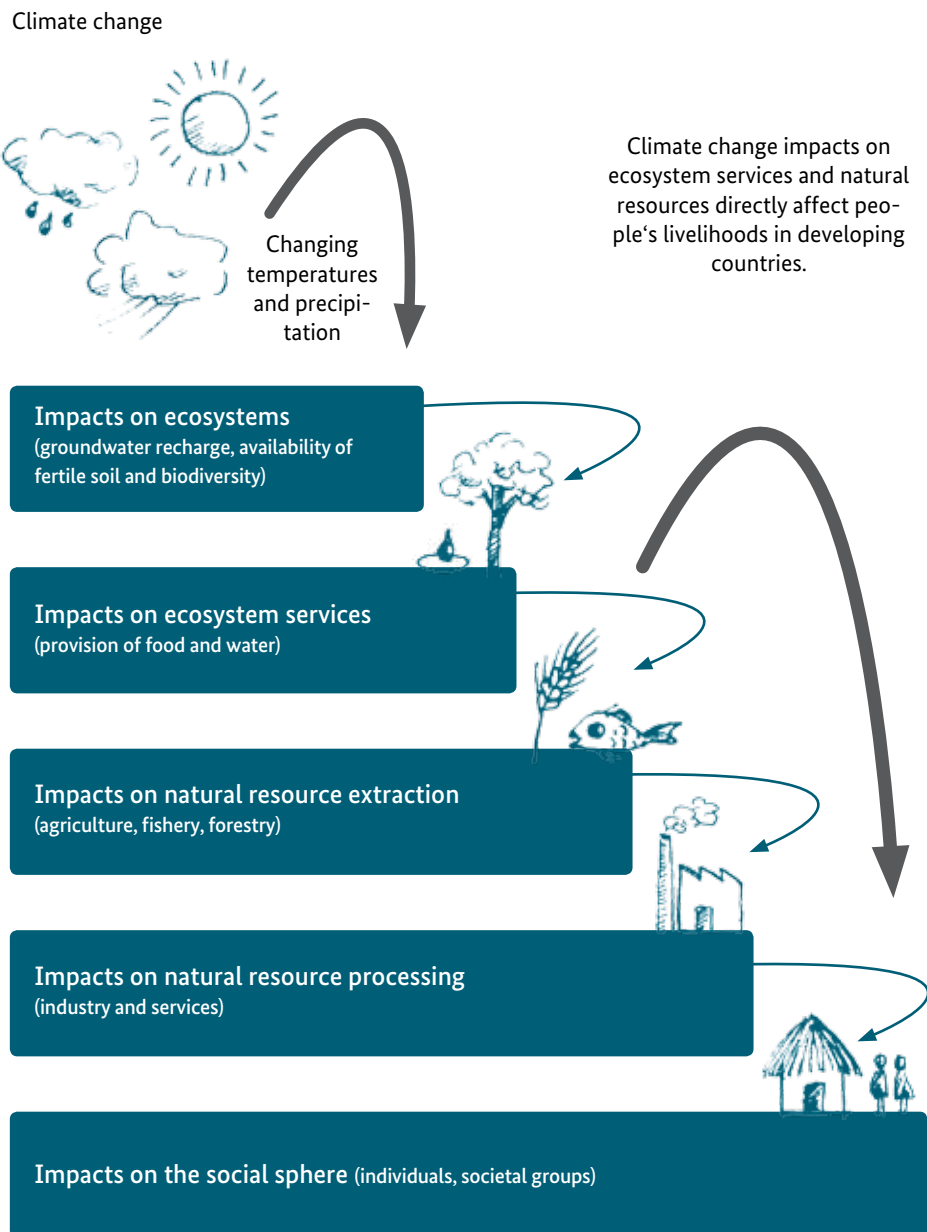 Climate change
Climate change impacts on
ecosystem services and natural
resources directly affect peo-
ple‘s livelihoods in developing
countries.
Changing
temperatures
and precipi-
tation
Impacts on ecosystems
(groundwater recharge, availability of
fertile soil and biodiversity)
Impacts on ecosystem services
(provision of food and water)
Impacts on natural resource extraction
(agriculture, fishery, forestry)
Impacts on natural resource processing
(industry and services)
Impacts on the social sphere (individuals, societal groups)